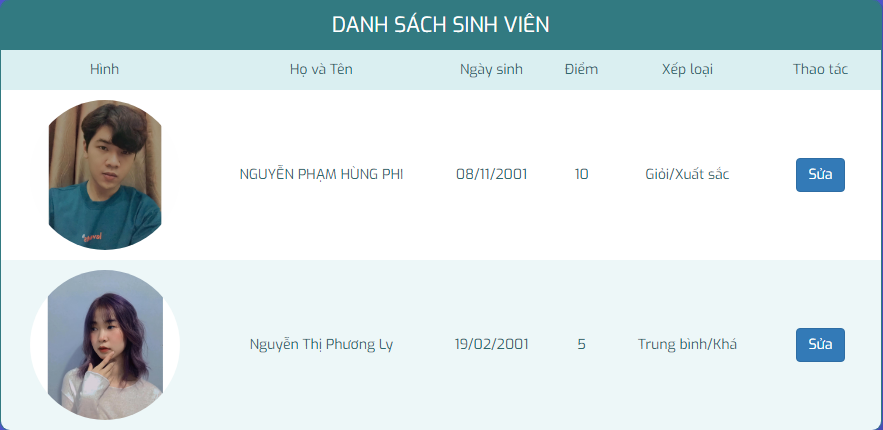 DANH SÁCH SINH VIÊN
Hình Họ và Tên Ngày sinh Điểm Xếp loại Thao tác
NGUYỄN PHẠM HÙNG PHI 08/11/2001 10 Giỏi/Xuất sắc Sửa
Nguyễn Thị Phương Ly 19/02/2001 5 Trung bình/Khá Sửa